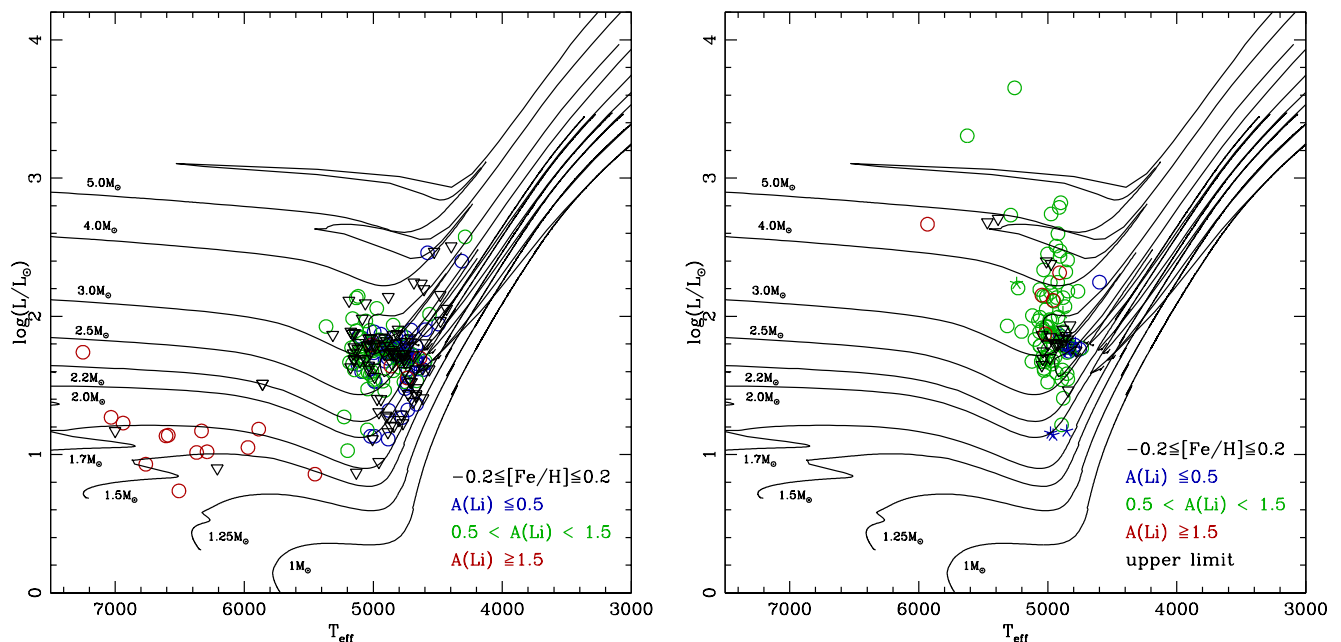 4
3
2
1
0
log(L/L⊙)
5.0M⊙
4.0M⊙
3.0M⊙
2.5M⊙
2.2M⊙
2.0M⊙
1.7M⊙
1.5M⊙
1.25M⊙
1M⊙
-0.2≤[Fe/H]≤0.2
A(Li) ≤0.5
0.5 < A(Li) < 1.5
A(Li) ≥1.5
7000 6000 5000 4000 3000
Teff
4
3
2
1
0
log(L/L⊙)
5.0M⊙
4.0M⊙
3.0M⊙
2.5M⊙
2.2M⊙
2.0M⊙
1.7M⊙
1.5M⊙
1.25M⊙
1M⊙
-0.2≤[Fe/H]≤0.2
A(Li) ≤0.5
0.5 < A(Li) < 1.5
A(Li) ≥1.5
upper limit
7000 6000 5000 4000 3000
Teff